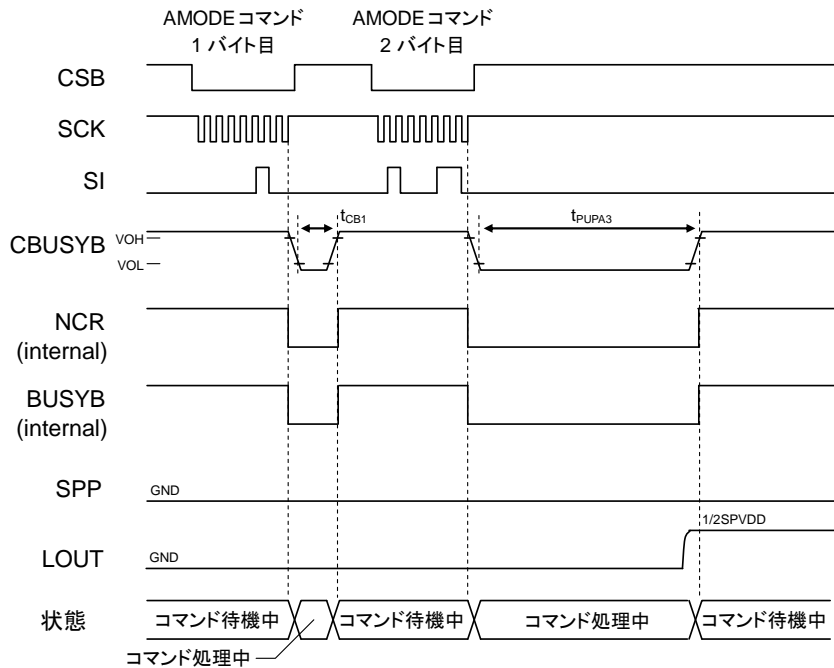 AMODEコマンド AMODEコマンド
1 バイト目 2 バイト目
CSB
SCK
SI
tCB1 tPUPA3
CBUSYB
VOH
VOL
NCR
(internal)
BUSYB
(internal)
SPP
GND
1/2SPVDD
LOUT
GND
状態
コマンド待機中 コマンド待機中 コマンド処理中 コマンド待機中
コマンド処理中